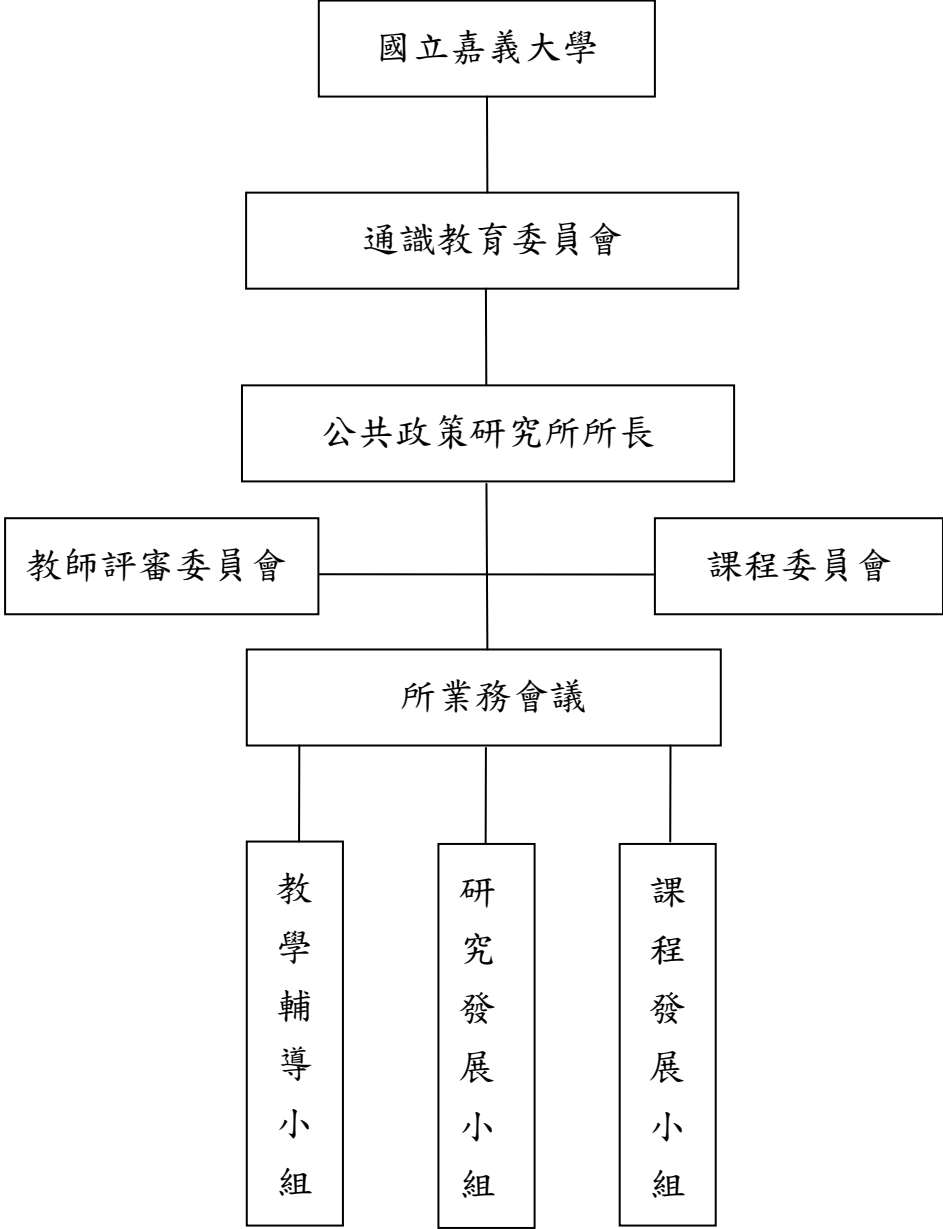 國立嘉義大學
通識教育委員會
公共政策研究所所長
教師評審委員會
課程委員會
所業務會議
教學輔導小組
研究發展小組
課程發展小組